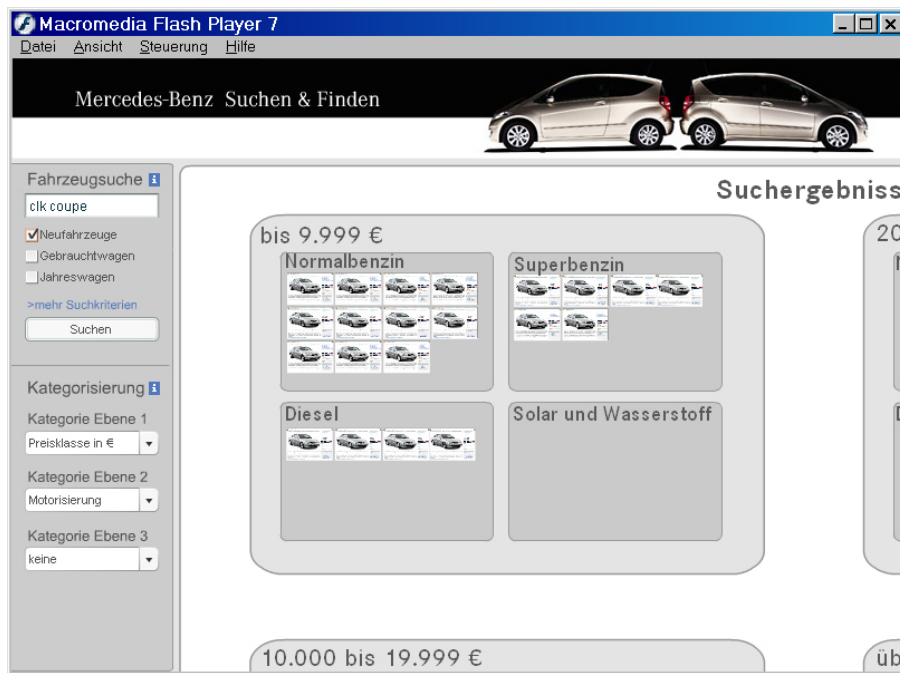 Macromedia Flash Player 7
Datei Ansicht Steuerung Hilfe
Mercedes-Benz Suchen & Finden
Fahrzeugsuche
clk coupe
Neufahrzeuge
Gebrauchtwagen
Jahreswagen
>mehr Suchkriterien
Suchen
Kategorisierung
Kategorie Ebene 1
Preisklasse in €
Kategorie Ebene 2
Motorisierung
Kategorie Ebene 3
keine
Suchergebniss
bis 9.999 €
Normalbenzin
Superbenzin
Diesel
Solar und Wasserstoff
20
10.000 bis 19.999 €
üb